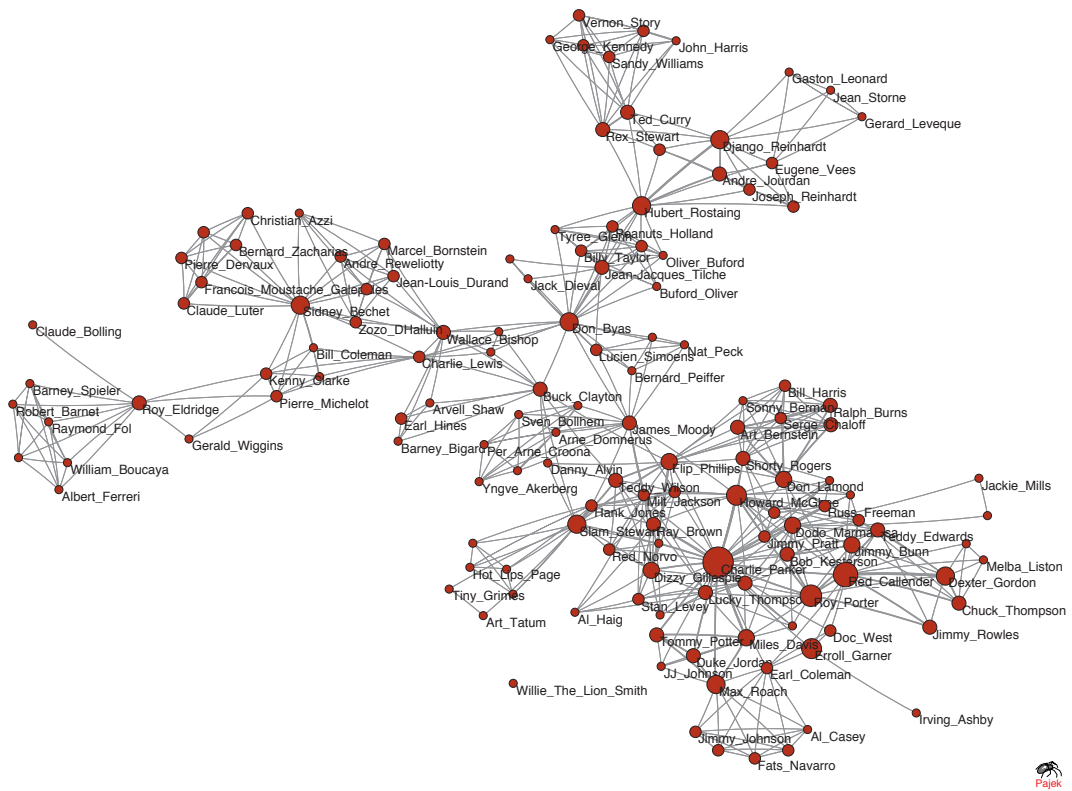 Vernon_Story
George_Kennedy
John_Harris
Sandy_Williams
Gaston_Leonard
Jean_Storne
Ted_Curry
Gerard_Leveque
Rex_Stewart
Django_Reinhardt
Eugene_Vees
Andre_Jourdan
Joseph_Reinhardt
Hubert_Rostaing
Christian_Azzi
Peanuts_Holland
Tyree_Glenn
Marcel_Bornstein
Bernard_Zacharias
Billy_Taylor
Oliver_Buford
Andre_Reweliotty
Pierre_Dervaux
Jean-Jacques_Tilche
Jean-Louis_Durand
Jack_Dieval
Francois_Moustache_Galepides
Buford_Oliver
Claude_Luter
Sidney_Bechet
Zozo_DHalluin
Don_Byas
Claude_Bolling
Wallace_Bishop
Bill_Coleman
Nat_Peck
Lucien_Simoens
Charlie_Lewis
Bernard_Peiffer
Kenny_Clarke
Barney_Spieler
Bill_Harris
Buck_Clayton
Pierre_Michelot
Roy_Eldridge
Sonny_Berman
Robert_Barnet
Arvell_Shaw
Ralph_Burns
Sven_Bollhem
Serge_Chaloff
Raymond_Fol
Earl_Hines
James_Moody
Art_Bernstein
Arne_Domnerus
Gerald_Wiggins
Barney_Bigard
Per_Arne_Croona
Shorty_Rogers
William_Boucaya
Danny_Alvin
Flip_Phillips
Jackie_Mills
Teddy_Wilson
Don_Lamond
Yngve_Akerberg
Albert_Ferreri
Milt_Jackson
Howard_McGhee
Hank_Jones
Russ_Freeman
Slam_Stewart
Ray_Brown
Dodo_Marmarosa
Teddy_Edwards
Jimmy_Pratt
Jimmy_Bunn
Red_Norvo
Bob_Kesterson
Melba_Liston
Charlie_Parker
Hot_Lips_Page
Dizzy_Gillespie
Red_Callender
Dexter_Gordon
Tiny_Grimes
Lucky_Thompson
Roy_Porter
Stan_Levey
Chuck_Thompson
Art_Tatum
Al_Haig
Jimmy_Rowles
Tommy_Potter
Miles_Davis
Doc_West
Erroll_Garner
Duke_Jordan
JJ_Johnson
Earl_Coleman
Willie_The_Lion_Smith
Max_Roach
Irving_Ashby
Al_Casey
Jimmy_Johnson
Fats_Navarro
Pajek